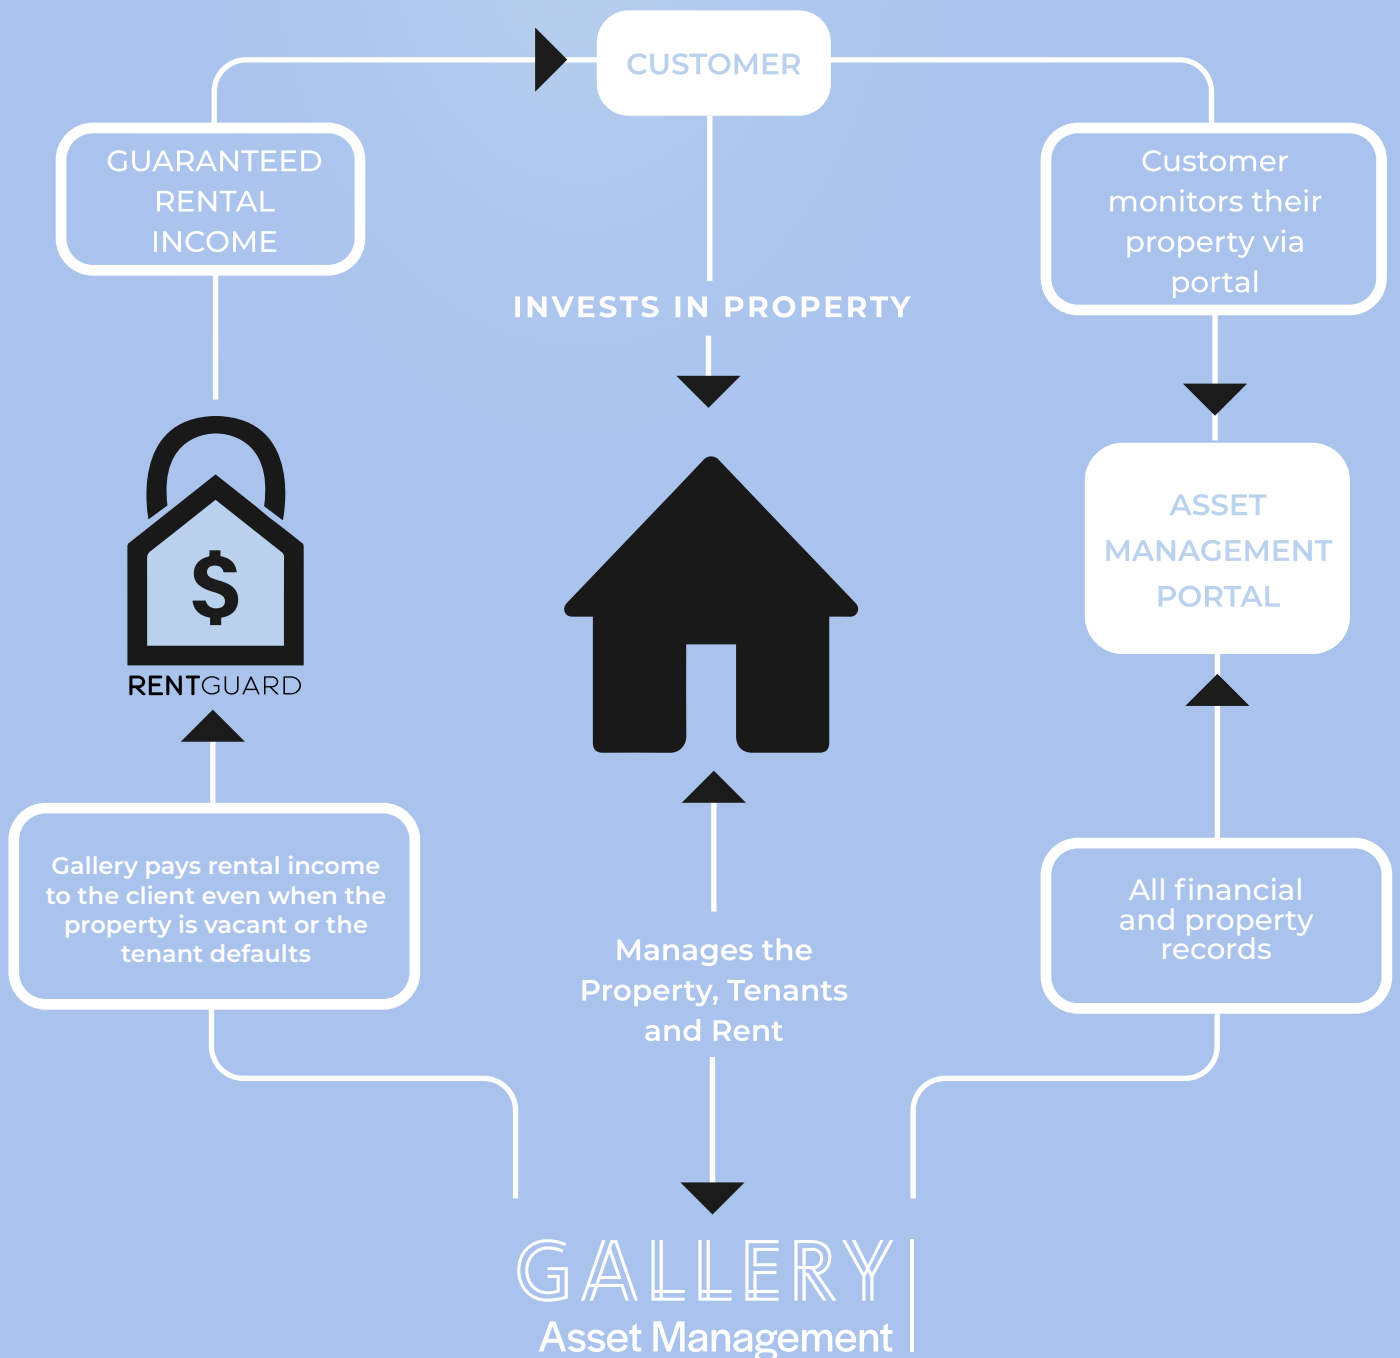 CUSTOMER
GUARANTEED
RENTAL
INCOME
Customer
monitors their
property via
portal
INVESTS IN PROPERTY
ASSET
MANAGEMENT
PORTAL
$
RENTGUARD
Gallery pays rental income
to the client even when the
property is vacant or the
tenant defaults
Manages the
Property, Tenants
and Rent
All financial
and property
records
GALLERY
Asset Management